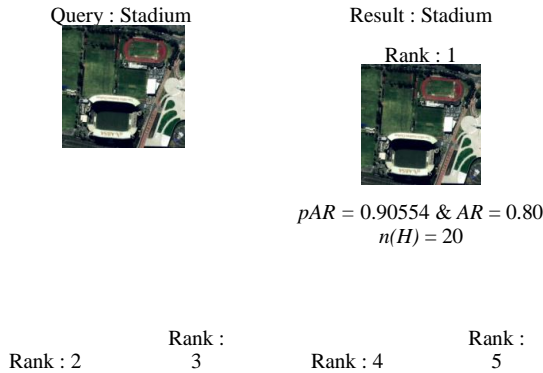 Query : Stadium
Result : Stadium
Rank : 1
pAR = 0.90554 & AR = 0.80
n(H) = 20
Rank : 2
Rank :
3
Rank : 4
Rank :
5